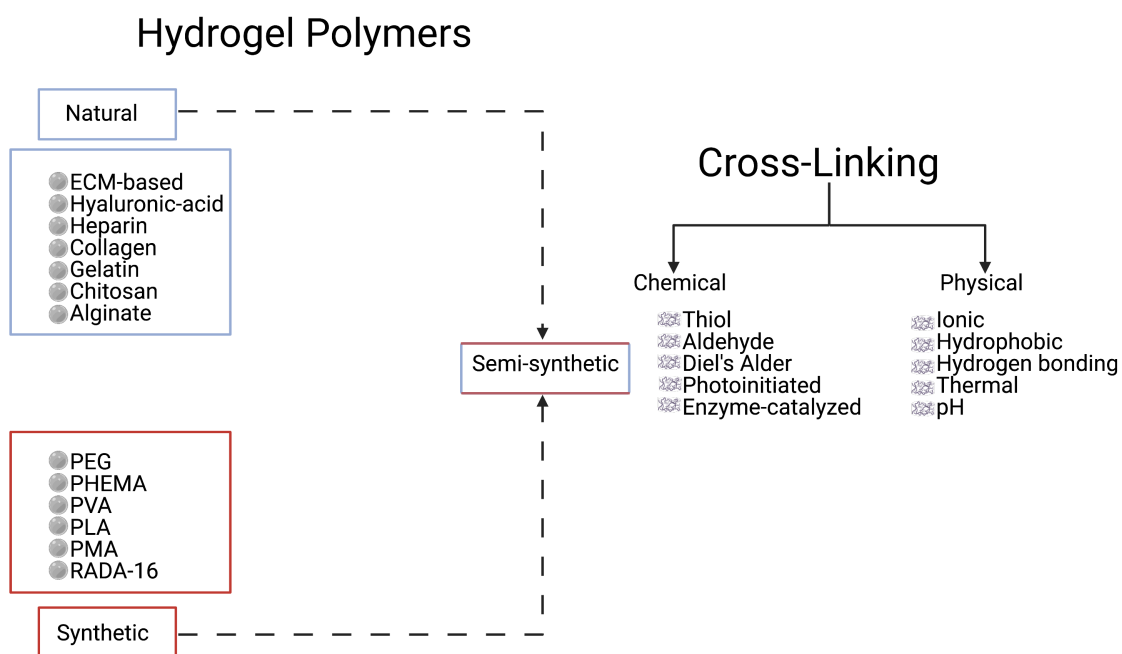 Hydrogel Polymers
Natural
ECM-based
Hyaluronic-acid
Heparin
Collagen
Gelatin
Chitosan
Alginate
Semi-synthetic
PEG
PHEMA
PVA
PLA
PMA
RADA-16
Synthetic
Cross-Linking
Chemical
Thiol
Aldehyde
Diel's Alder
Photoinitiated
Enzyme-catalyzed
Physical
Ionic
Hydrophobic
Hydrogen bonding
Thermal
pH